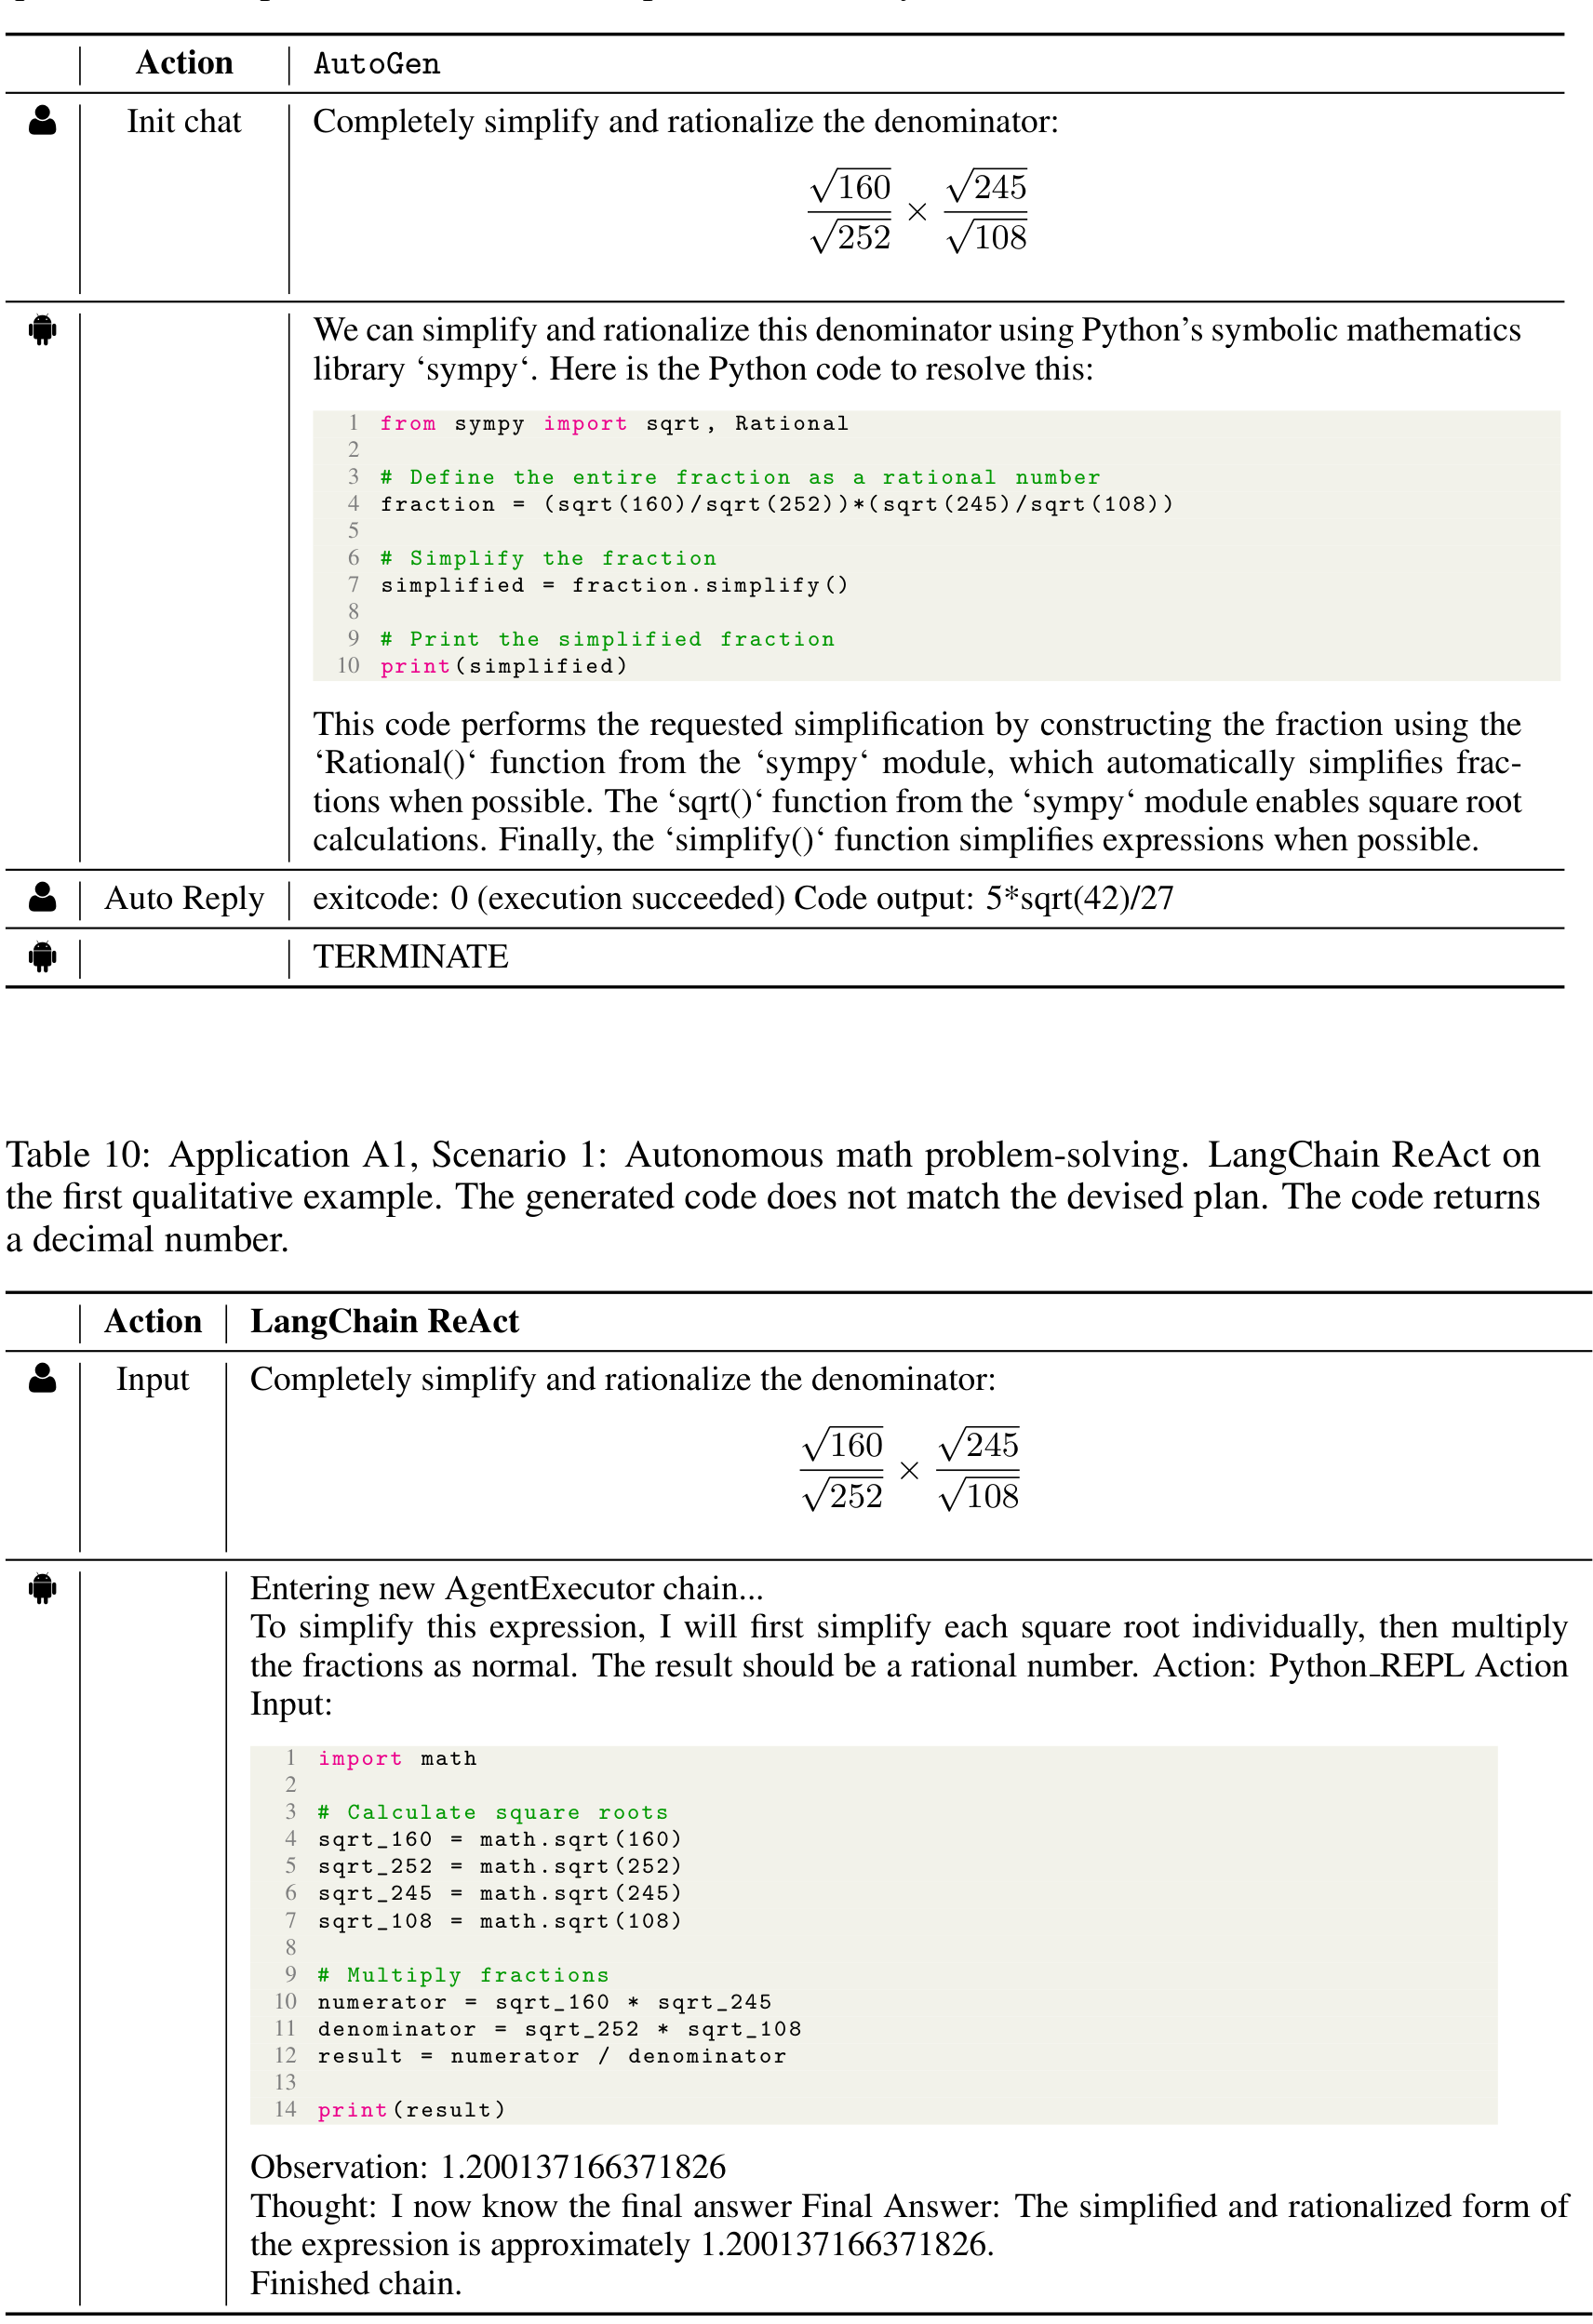 Action AutoGen
Init chat Completely simplify and rationalize the denominator:
√160/√252 × √245/√108
We can simplify and rationalize this denominator using Python's symbolic mathematics
library ‘sympy‘. Here is the Python code to resolve this:
1 from sympy import sqrt, Rational
2
3 # Define the entire fraction as a rational number
4 fraction = (sqrt(160)/sqrt(252))*(sqrt(245)/sqrt(108))
5
6 # Simplify the fraction
7 simplified = fraction.simplify()
8
9 # Print the simplified fraction
10 print(simplified)
This code performs the requested simplification by constructing the fraction using the
‘Rational()‘ function from the ‘sympy‘ module, which automatically simplifies frac-
tions when possible. The ‘sqrt()‘ function from the ‘sympy‘ module enables square root
calculations. Finally, the ‘simplify()‘ function simplifies expressions when possible.
Auto Reply exitcode: 0 (execution succeeded) Code output: 5*sqrt(42)/27
TERMINATE
Table 10: Application A1, Scenario 1: Autonomous math problem-solving. LangChain ReAct on
the first qualitative example. The generated code does not match the devised plan. The code returns
a decimal number.
Action LangChain ReAct
Input Completely simplify and rationalize the denominator:
√160/√252 × √245/√108
Entering new AgentExecutor chain...
To simplify this expression, I will first simplify each square root individually, then multiply
the fractions as normal. The result should be a rational number. Action: Python_REPL Action
Input:
1 import math
2
3 # Calculate square roots
4 sqrt_160 = math.sqrt(160)
5 sqrt_252 = math.sqrt(252)
6 sqrt_245 = math.sqrt(245)
7 sqrt_108 = math.sqrt(108)
8
9 # Multiply fractions
10 numerator = sqrt_160 * sqrt_245
11 denominator = sqrt_252 * sqrt_108
12 result = numerator / denominator
13
14 print(result)
Observation: 1.200137166371826
Thought: I now know the final answer Final Answer: The simplified and rationalized form of
the expression is approximately 1.200137166371826.
Finished chain.